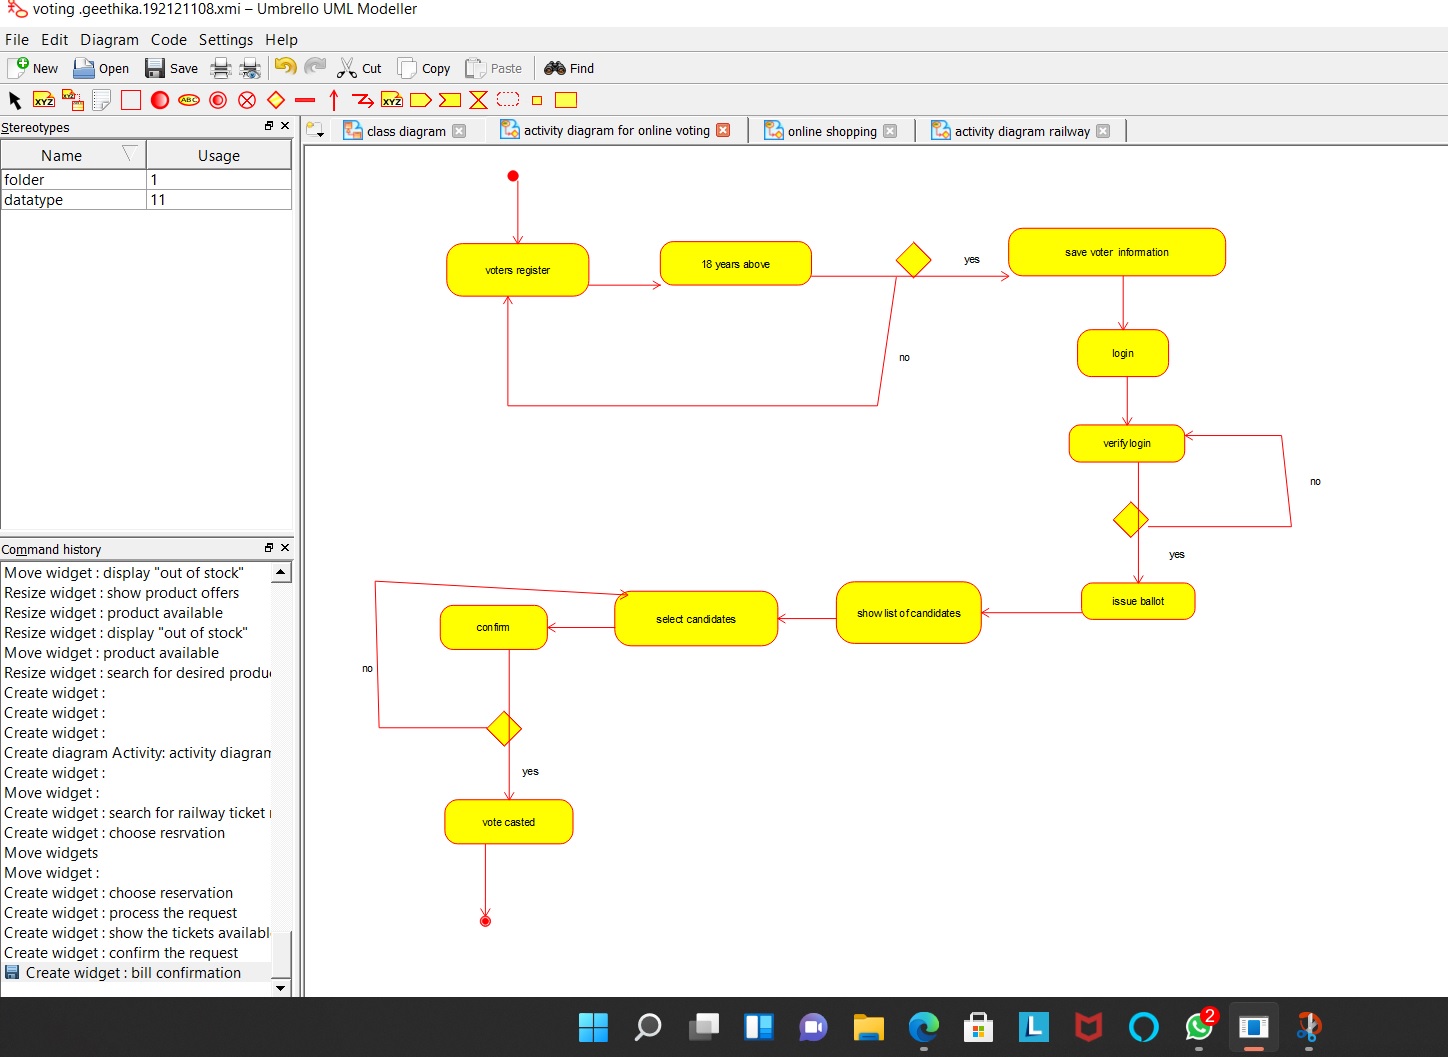 voting .geethika.192121108.xmi – Umbrello UML Modeller
File Edit Diagram Code Settings Help
New Open Save Cut Copy Paste Find
XYZ XYZ ABC XYZ
Stereotypes
class diagram activity diagram for online voting online shopping activity diagram railway
Name Usage
folder 1
datatype 11
voters register
18 years above
yes
save voter information
no
login
verify login
no
yes
issue ballot
show list of candidates
select candidates
confirm
no
yes
vote casted
Command history
Move widget : display "out of stock"
Resize widget : show product offers
Resize widget : product available
Resize widget : display "out of stock"
Move widget : product available
Resize widget : search for desired produ
Create widget :
Create widget :
Create widget :
Create diagram Activity: activity diagram
Create widget :
Move widget :
Create widget : search for railway ticket
Create widget : choose resrvation
Move widgets
Move widget :
Create widget : choose reservation
Create widget : process the request
Create widget : show the tickets availabl
Create widget : confirm the request
Create widget : bill confirmation
L
2